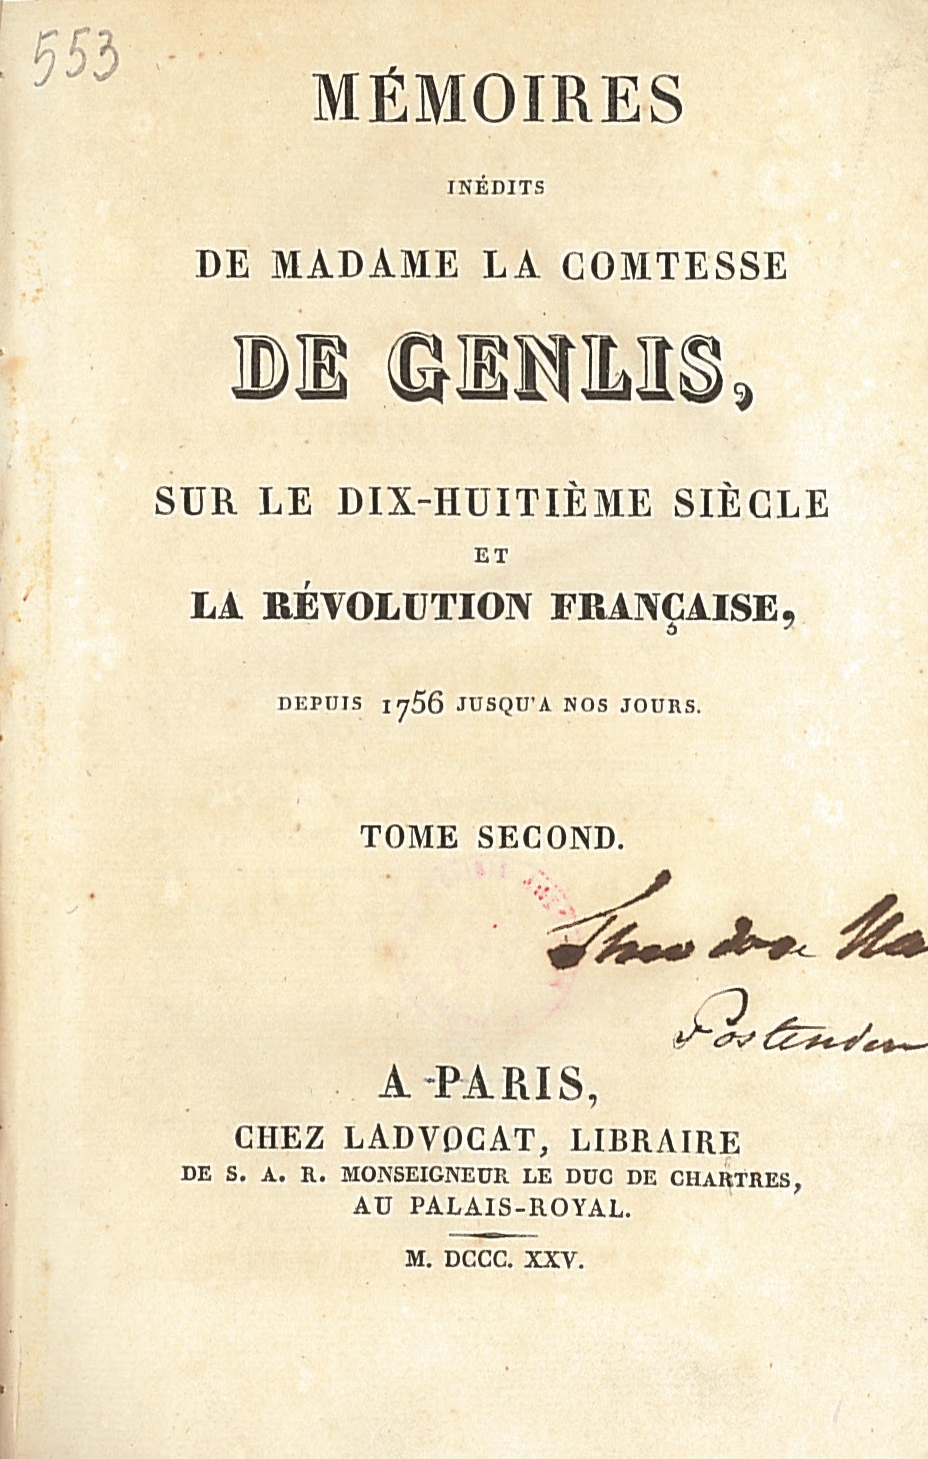 553
MÉMOIRES
INÉDITS
DE MADAME LA COMTESSE
DE GENLIS,
SUR LE DIX-HUITIÈME SIÈCLE
ET
LA RÉVOLUTION FRANÇAISE,
DEPUIS 1756 JUSQU'A NOS JOURS.
TOME SECOND.
Theodore
A PARIS,
CHEZ LADVOCAT, LIBRAIRE
DE S. A. R. MONSEIGNEUR LE DUC DE CHARTRES,
AU PALAIS-ROYAL.
M. DCCC. XXV.